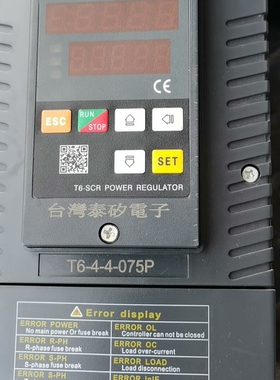 CE
ESC
RUN
STOP
SET
T6-SCR POWER REGULATOR
台灣泰矽電子
T6-4-4-075P
Error display
ERROR POWER
No main power or fuse break
ERROR OL
Controller can not be closed
ERROR R-PH
R-phase fuse break
ERROR OC
Load over-current
ERROR S-PH
S-phase fuse break
ERROR LOAD
Load disconnection